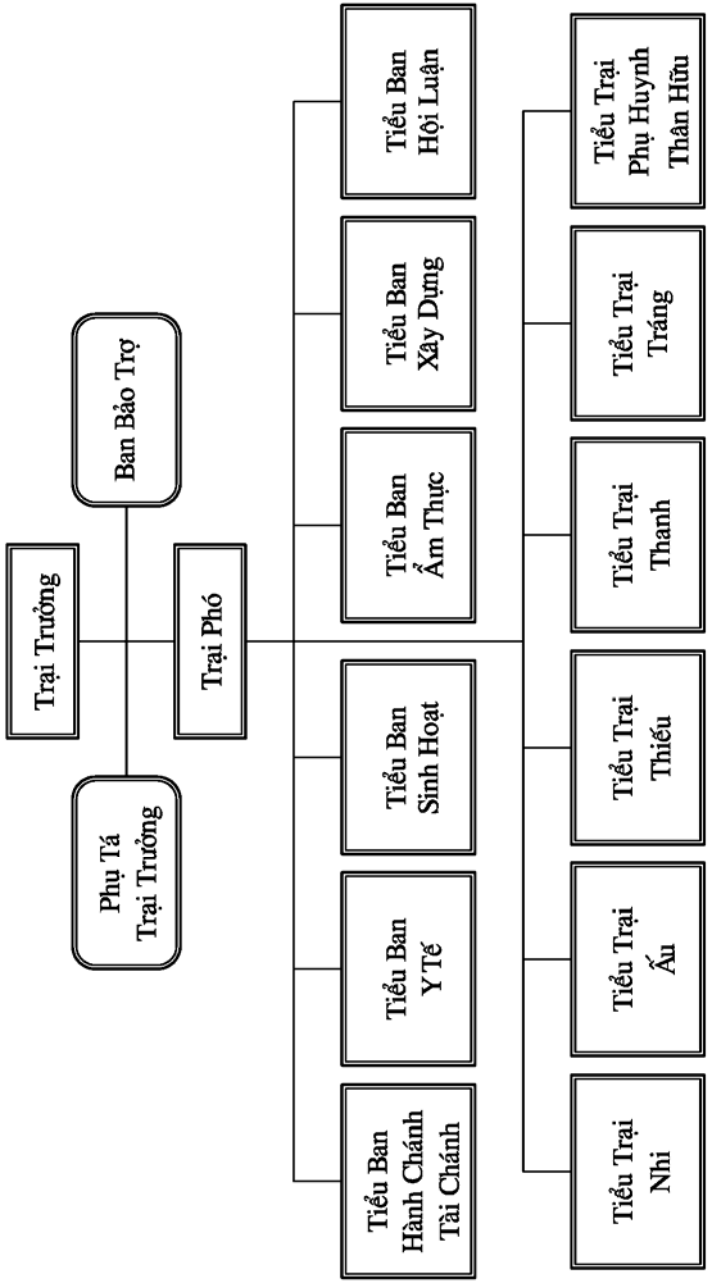 Trại Trưởng
Phụ Tá
Trại Trưởng
Ban Bảo Trợ
Trại Phó
Tiểu Ban
Hành Chánh
Tài Chánh
Tiểu Ban
Y Tế
Tiểu Ban
Sinh Hoạt
Tiểu Ban
Ẩm Thực
Tiểu Ban
Xây Dựng
Tiểu Ban
Hội Luận
Tiểu Trại
Nhi
Tiểu Trại
Ấu
Tiểu Trại
Thiếu
Tiểu Trại
Thanh
Tiểu Trại
Tráng
Tiểu Trại
Phụ Huynh
Thân Hữu